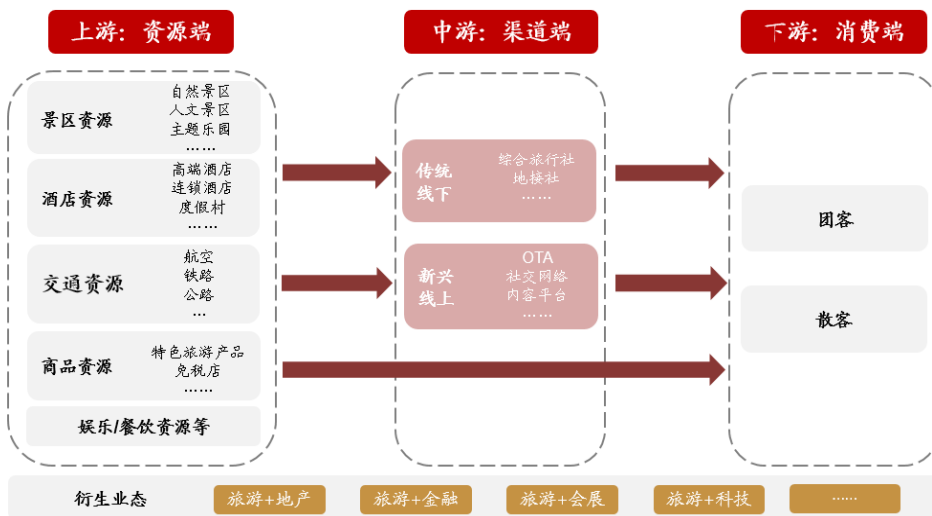 上游：资源端
中游：渠道端
下游：消费端
景区资源
自然景区
人文景区
主题乐园
……
酒店资源
高端酒店
连锁酒店
度假村
……
交通资源
航空
铁路
公路
…
商品资源
特色旅游产品
免税店
……
娱乐/餐饮资源等
传统
线下
综合旅行社
地接社
……
新兴
线上
OTA
社交网络
内容平台
……
团客
散客
衍生业态
旅游+地产
旅游+金融
旅游+会展
旅游+科技
……